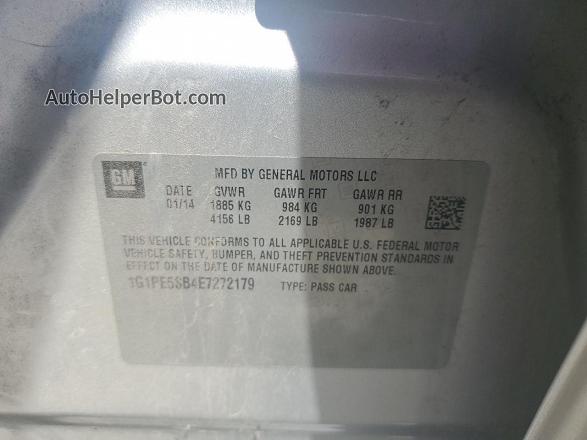 AutoHelperBot.com
GM
MFD BY GENERAL MOTORS LLC
DATE GVWR GAWR FRT GAWR RR
01/14 1885 KG 984 KG 901 KG
4156 LB 2169 LB 1987 LB
THIS VEHICLE CONFORMS TO ALL APPLICABLE U.S. FEDERAL MOTOR
VEHICLE SAFETY, BUMPER, AND THEFT PREVENTION STANDARDS IN
EFFECT ON THE DATE OF MANUFACTURE SHOWN ABOVE.
1G1PE5SB4E7272179 TYPE: PASS CAR